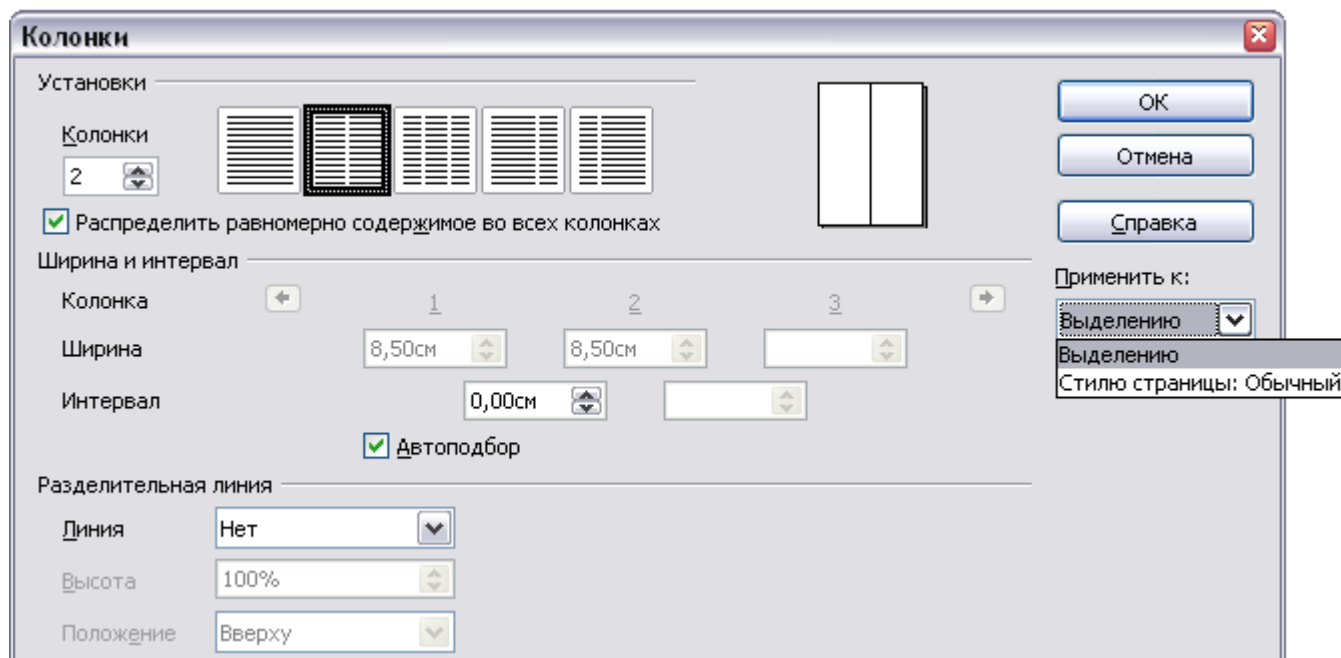 Колонки
Установки
Колонки
2
Распределить равномерно содержимое во всех колонках
OK
Отмена
Справка
Применить к:
Выделению
Выделению
Стилю страницы: Обычный
Ширина и интервал
Колонка 1 2 3
Ширина 8,50см 8,50см
Интервал 0,00см
Автоподбор
Разделительная линия
Линия Нет
Высота 100%
Положение Вверху